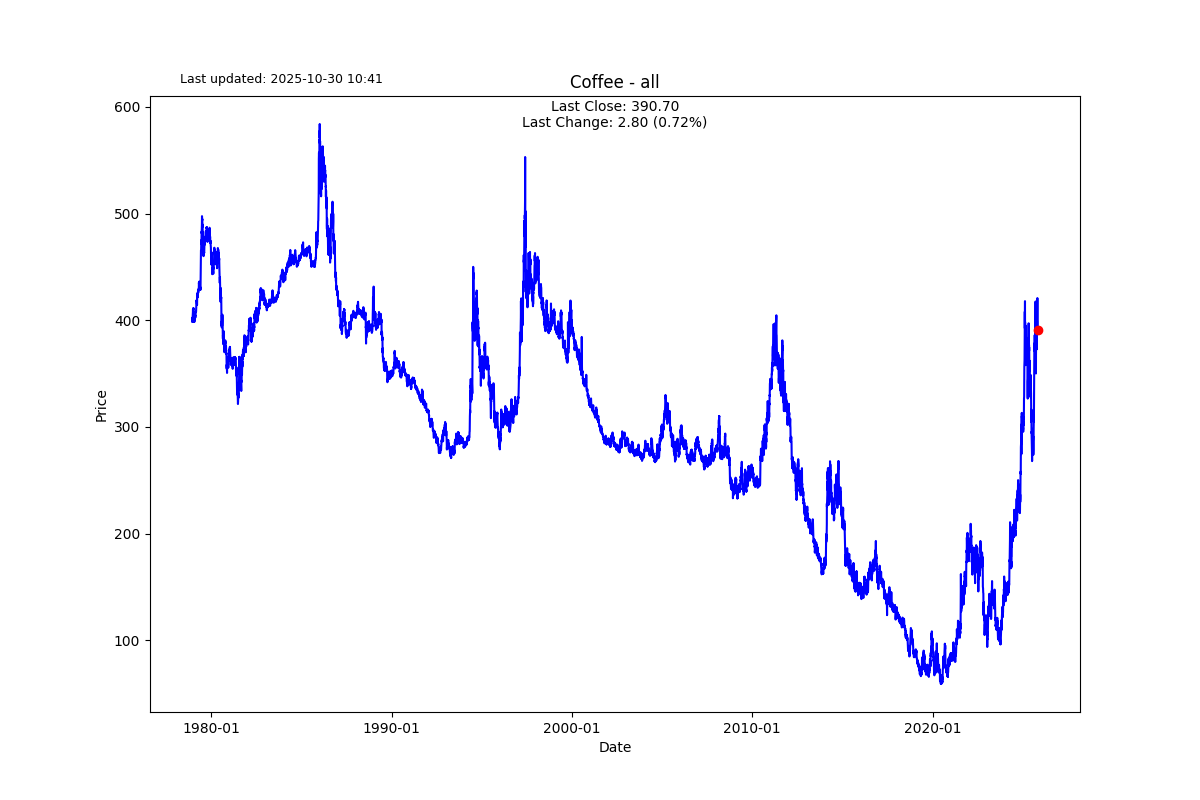 Last updated: 2025-10-30 10:41
Coffee - all
Last Close: 390.70
Last Change: 2.80 (0.72%)
600
500
400
300
200
100
Price
1980-01
1990-01
2000-01
2010-01
2020-01
Date